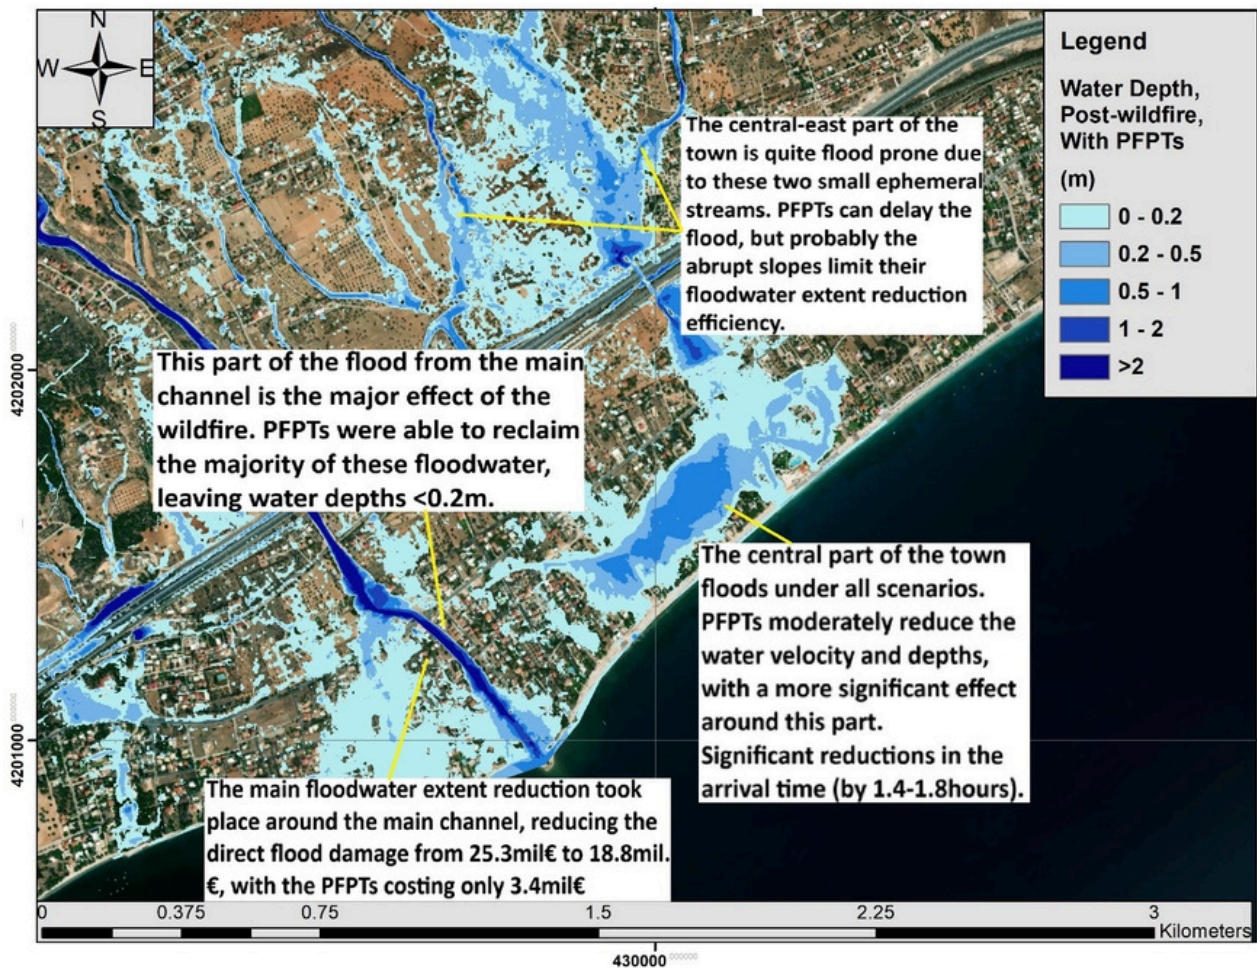 N
W E
S
Legend
Water Depth,
Post-wildfire,
With PFPTs
(m)
0 - 0.2
0.2 - 0.5
0.5 - 1
1 - 2
>2
The central-east part of the
town is quite flood prone due
to these two small ephemeral
streams. PFPTs can delay the
flood, but probably the
abrupt slopes limit their
floodwater extent reduction
efficiency.
This part of the flood from the main
channel is the major effect of the
wildfire. PFPTs were able to reclaim
the majority of these floodwater,
leaving water depths <0.2m.
The central part of the town
floods under all scenarios.
PFPTs moderately reduce the
water velocity and depths,
with a more significant effect
around this part.
Significant reductions in the
arrival time (by 1.4-1.8hours).
The main floodwater extent reduction took
place around the main channel, reducing the
direct flood damage from 25.3mil€ to 18.8mil.
€, with the PFPTs costing only 3.4mil€
4202000
4201000
0 0.375 0.75 1.5 2.25 3
Kilometers
430000